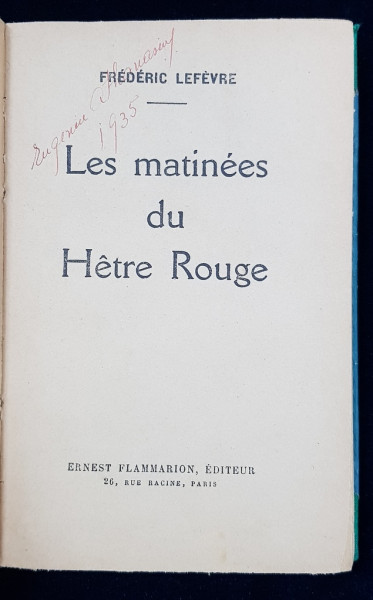 FRÉDÉRIC LEFÈVRE
1935
Les matinées
du
Hêtre Rouge
ERNEST FLAMMARION, ÉDITEUR
26, RUE RACINE, PARIS